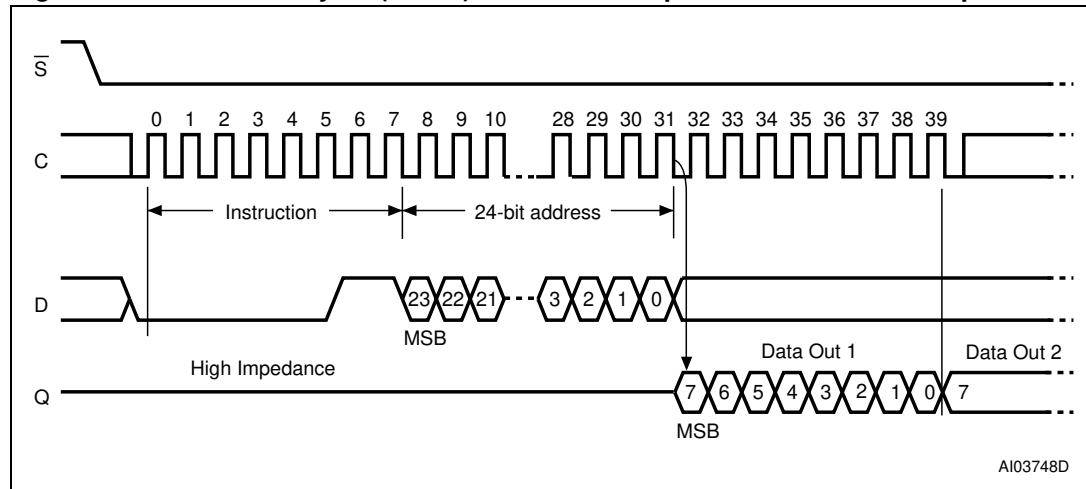 S
0 1 2 3 4 5 6 7 8 9 10 28 29 30 31 32 33 34 35 36 37 38 39
C
Instruction 24-bit address
D 23 22 21 3 2 1 0
MSB
High Impedance Data Out 1 Data Out 2
Q 7 6 5 4 3 2 1 0 7
MSB
AI03748D